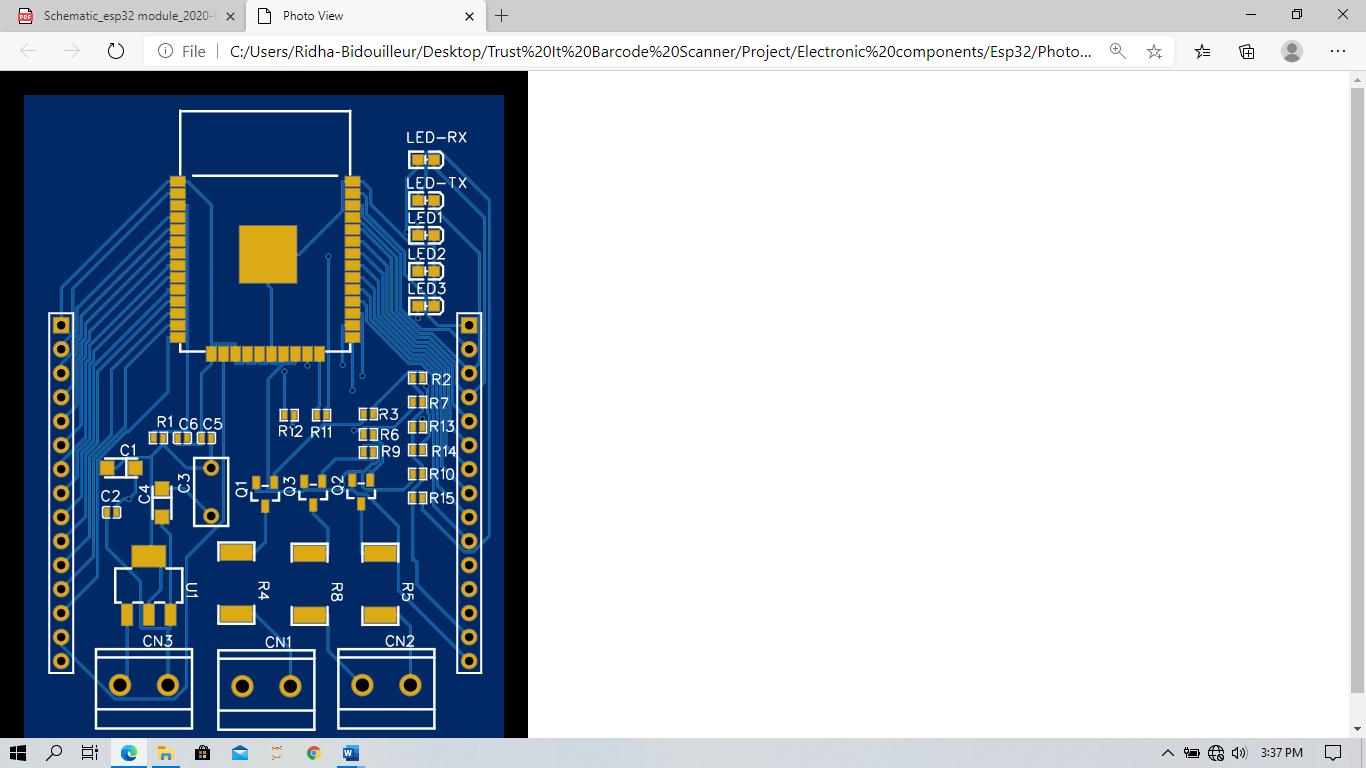 Schematic_esp32 module_2020-
Photo View
File
C:/Users/Ridha-Bidouilleur/Desktop/Trust%20It%20Barcode%20Scanner/Project/Electronic%20components/Esp32/Photo...
LED-RX
LED-TX
LED1
LED2
LED3
R2
R7
R3
R12
R11
R1
C6
C5
R13
R6
R14
R9
C1
R10
C3
Q1
Q3
Q2
C4
C2
R15
U1
R4
R8
R5
CN3
CN1
CN2
3:37 PM